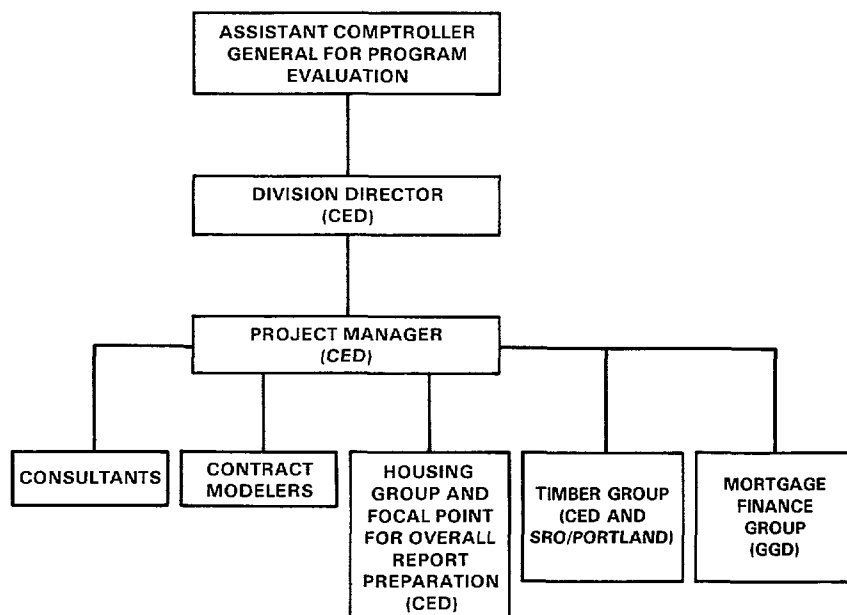 ASSISTANT COMPTROLLER
GENERAL FOR PROGRAM
EVALUATION
DIVISION DIRECTOR
(CED)
PROJECT MANAGER
(CED)
CONSULTANTS
CONTRACT
MODELERS
HOUSING
GROUP AND
FOCAL POINT
FOR OVERALL
REPORT
PREPARATION
(CED)
TIMBER GROUP
(CED AND
SRO/PORTLAND)
MORTGAGE
FINANCE
GROUP
(GGD)